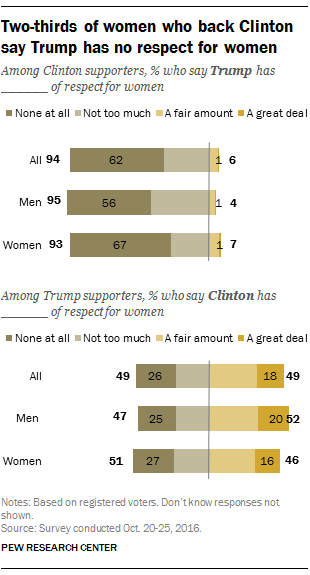 Two-thirds of women who back Clinton
say Trump has no respect for women
Among Clinton supporters, % who say Trump has
_______ of respect for women
None at all Not too much A fair amount A great deal
All 94 62 1 6
Men 95 56 1 4
Women 93 67 1 7
Among Trump supporters, % who say Clinton has
_______ of respect for women
None at all Not too much A fair amount A great deal
All 49 26 18 49
Men 47 25 20 52
Women 51 27 16 46
Notes: Based on registered voters. Don't know responses not
shown.
Source: Survey conducted Oct. 20-25, 2016.
PEW RESEARCH CENTER